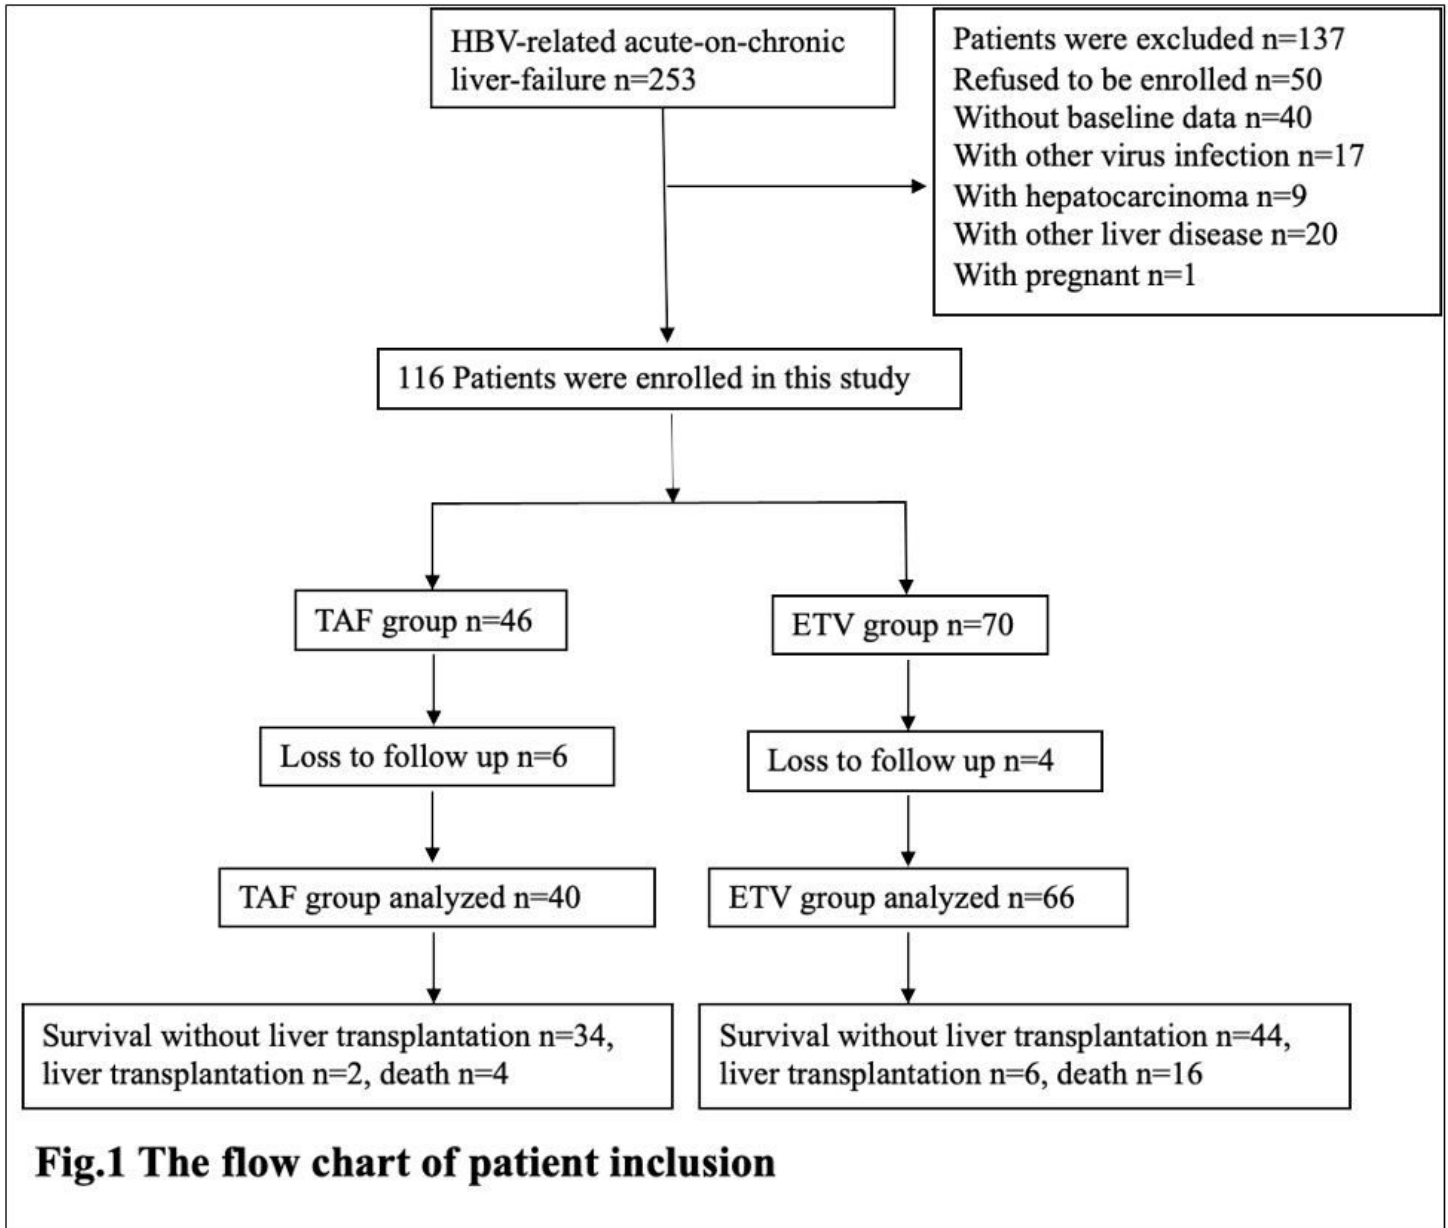 HBV-related acute-on-chronic
liver-failure n=253
Patients were excluded n=137
Refused to be enrolled n=50
Without baseline data n=40
With other virus infection n=17
With hepatocarcinoma n=9
With other liver disease n=20
With pregnant n=1
116 Patients were enrolled in this study
TAF group n=46
ETV group n=70
Loss to follow up n=6
Loss to follow up n=4
TAF group analyzed n=40
ETV group analyzed n=66
Survival without liver transplantation n=34,
liver transplantation n=2, death n=4
Survival without liver transplantation n=44,
liver transplantation n=6, death n=16
Fig.1 The flow chart of patient inclusion